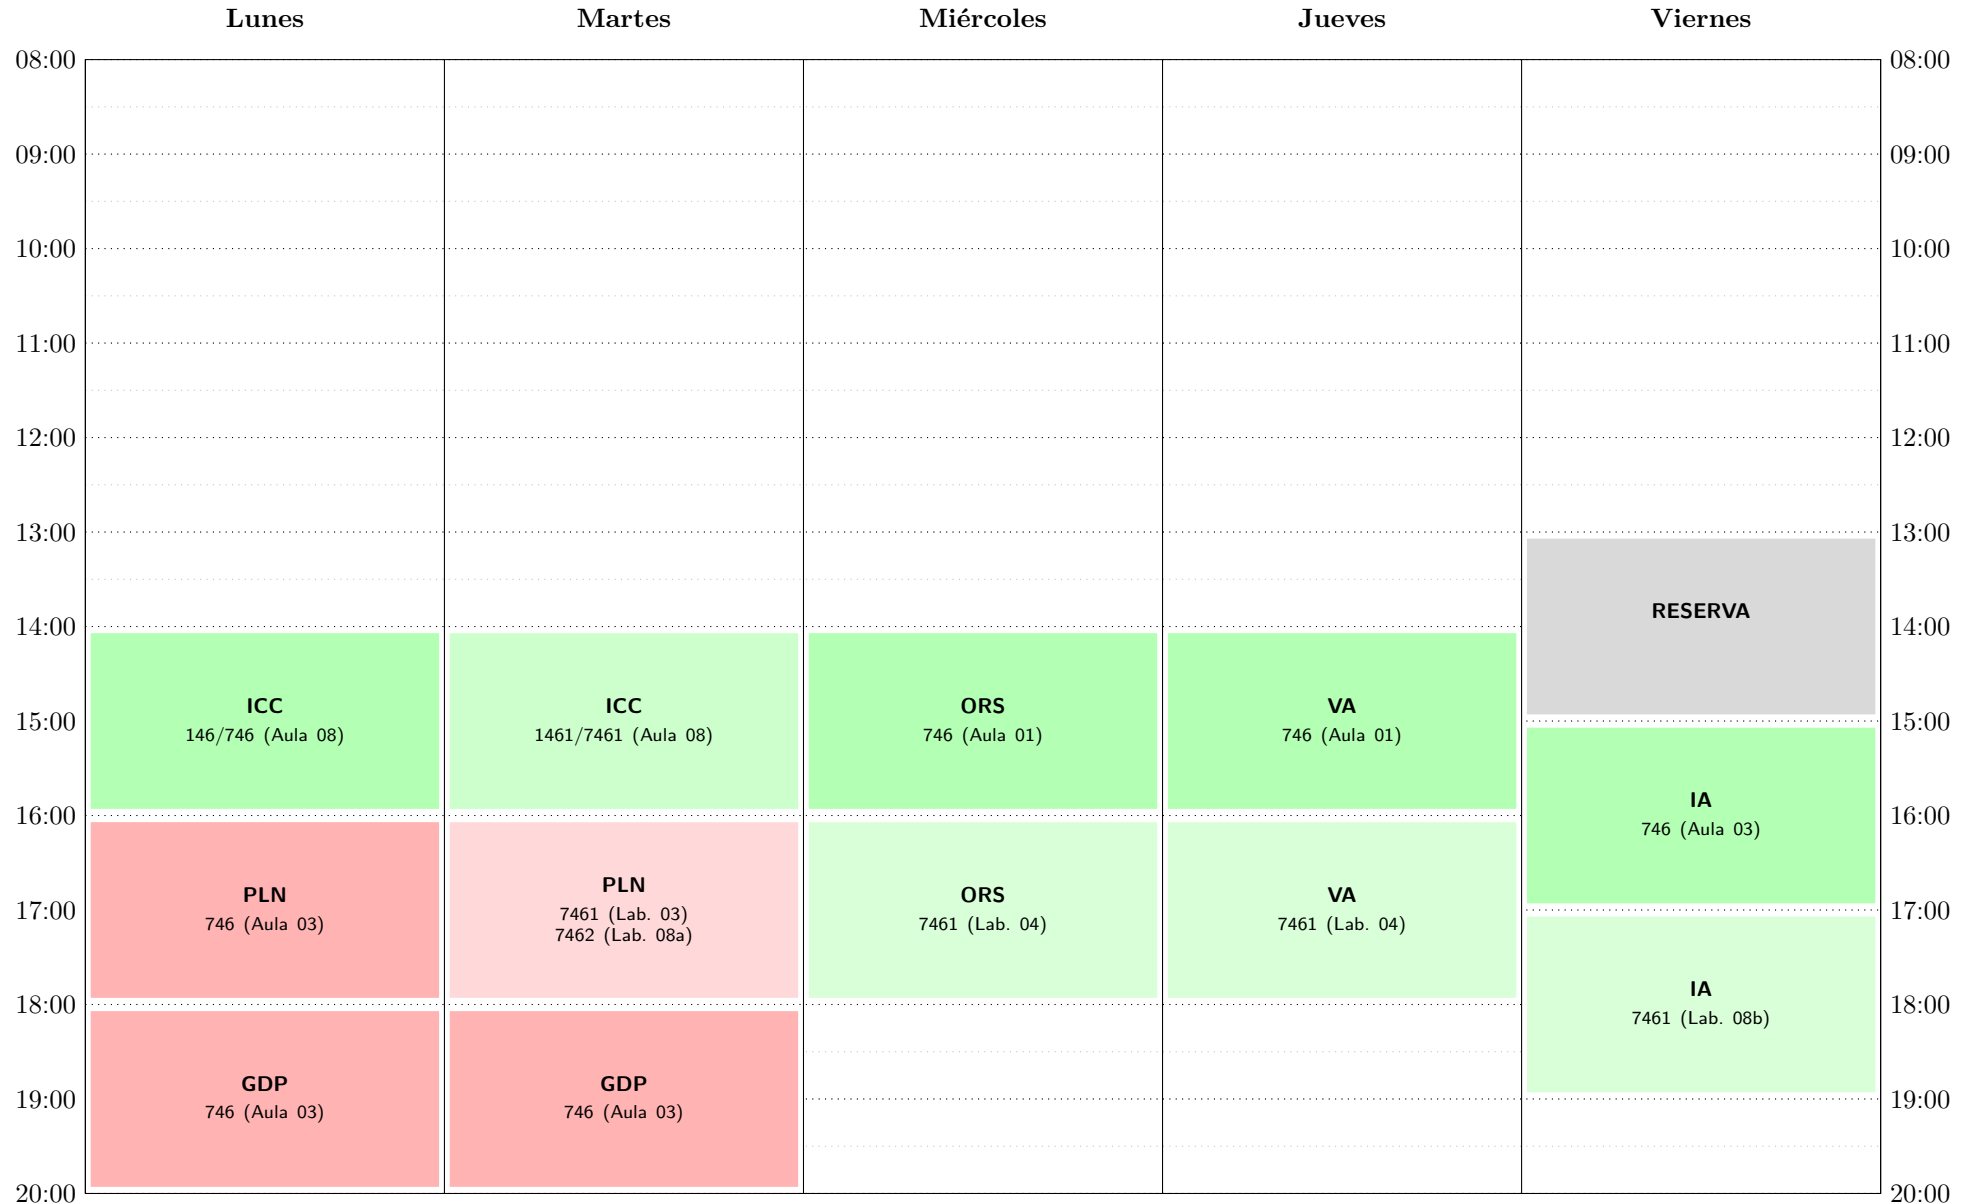 Lunes Martes Miércoles Jueves Viernes
08:00 08:00
09:00 09:00
10:00 10:00
11:00 11:00
12:00 12:00
13:00 13:00
RESERVA
14:00 14:00
ICC ICC ORS VA
15:00 15:00
146/746 (Aula 08) 1461/7461 (Aula 08) 746 (Aula 01) 746 (Aula 01)
IA
16:00 16:00
746 (Aula 03)
PLN PLN ORS VA
17:00 17:00
746 (Aula 03) 7461 (Lab. 03) 7461 (Lab. 04) 7461 (Lab. 04)
7462 (Lab. 08a)
IA
18:00 18:00
7461 (Lab. 08b)
GDP GDP
19:00 19:00
746 (Aula 03) 746 (Aula 03)
20:00 20:00